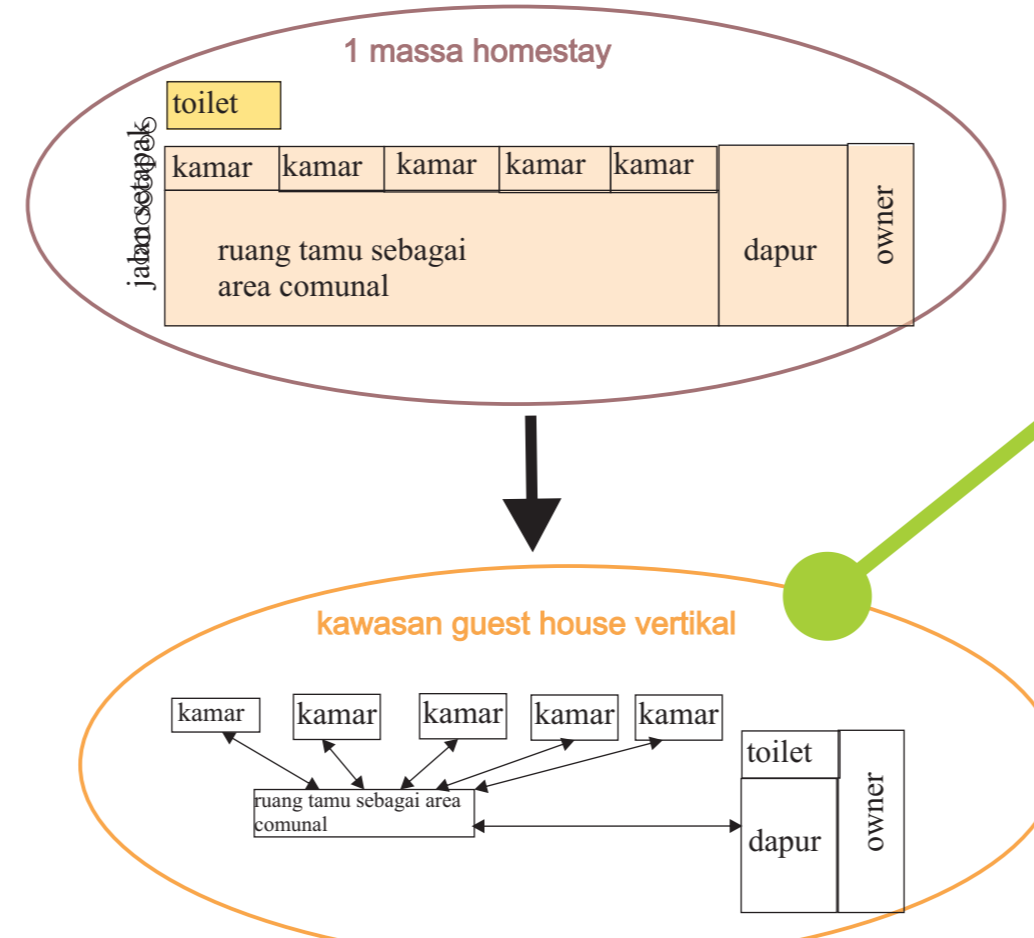 1 massa homestay
toilet
jalan setapak
kamar kamar kamar kamar kamar
ruang tamu sebagai
area comunal
dapur
owner
kawasan guest house vertikal
kamar kamar kamar kamar kamar
ruang tamu sebagai area
comunal
toilet
dapur
owner